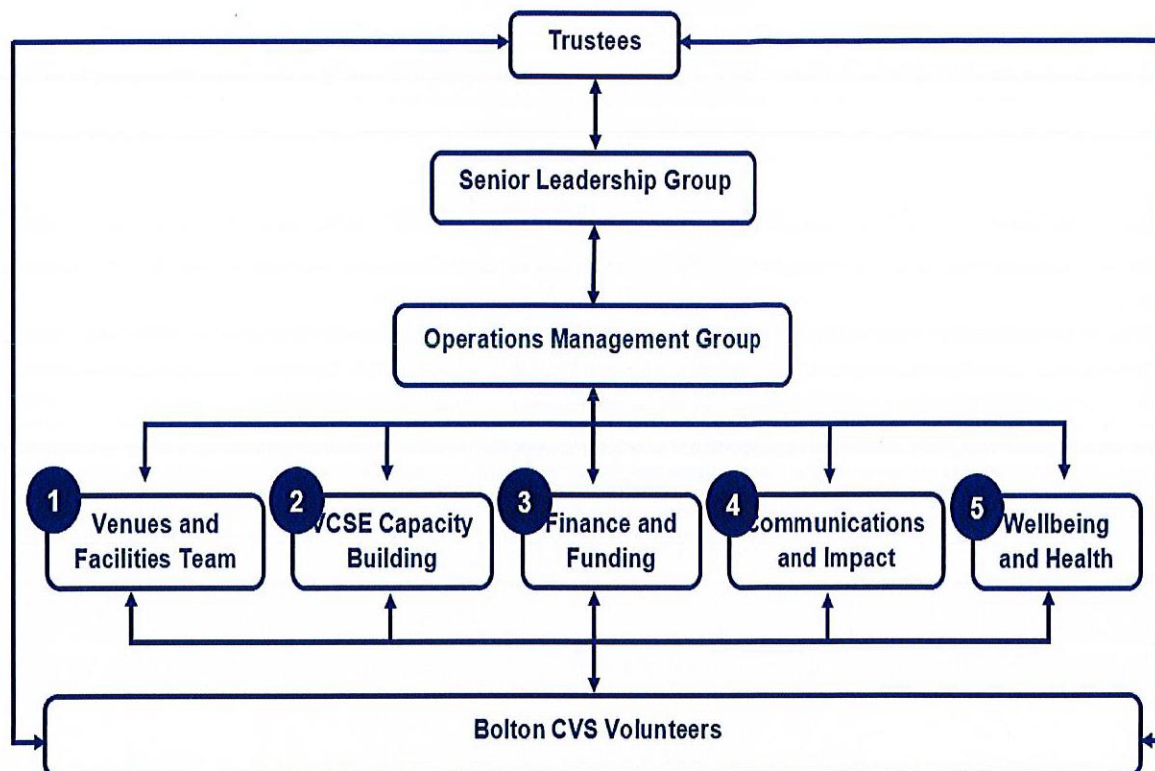 Trustees
Senior Leadership Group
Operations Management Group
1
Venues and
Facilities Team
2
VCSE Capacity
Building
3
Finance and
Funding
4
Communications
and Impact
5
Wellbeing
and Health
Bolton CVS Volunteers